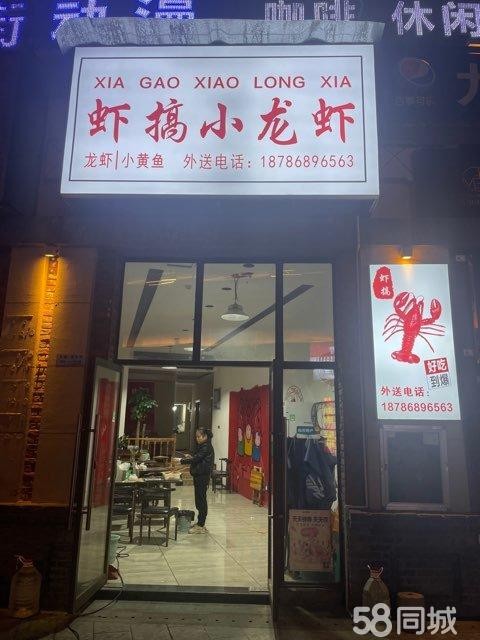 动漫 咖啡 休闲
XIA GAO XIAO LONG XIA
虾搞小龙虾
龙虾|小黄鱼 外送电话：18786896563
虾搞
好吃
到爆
外送电话：
18786896563
58同城